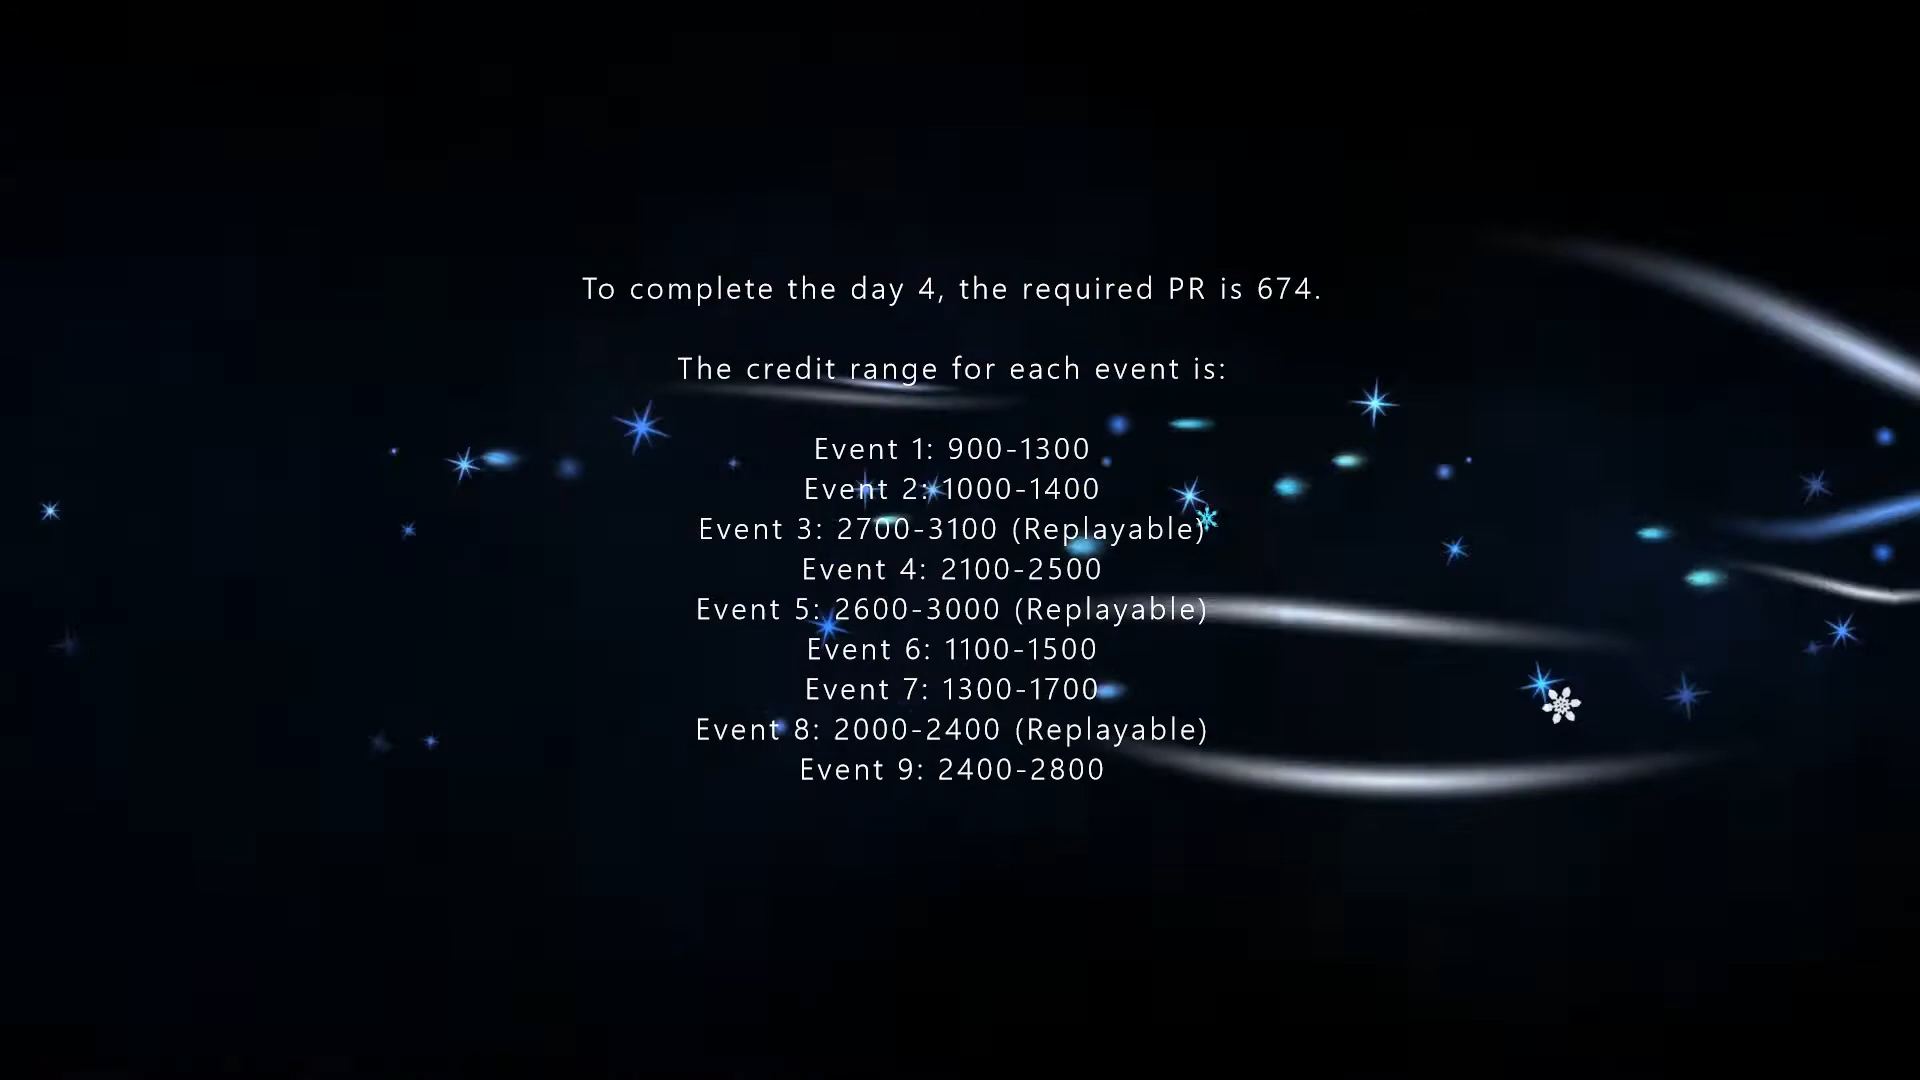 To complete the day 4, the required PR is 674.
The credit range for each event is:
Event 1: 900-1300
Event 2: 1000-1400
Event 3: 2700-3100 (Replayable)
Event 4: 2100-2500
Event 5: 2600-3000 (Replayable)
Event 6: 1100-1500
Event 7: 1300-1700
Event 8: 2000-2400 (Replayable)
Event 9: 2400-2800